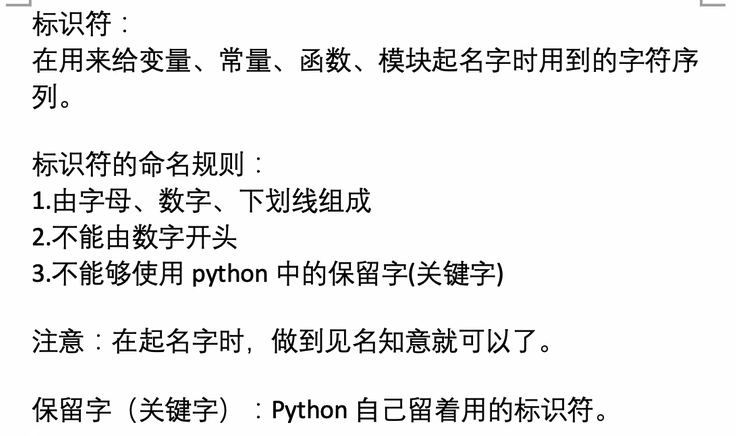 标识符：
在用来给变量、常量、函数、模块起名字时用到的字符序
列。
标识符的命名规则：
1.由字母、数字、下划线组成
2.不能由数字开头
3.不能够使用 python 中的保留字(关键字)
注意：在起名字时，做到见名知意就可以了。
保留字（关键字）：Python 自己留着用的标识符。